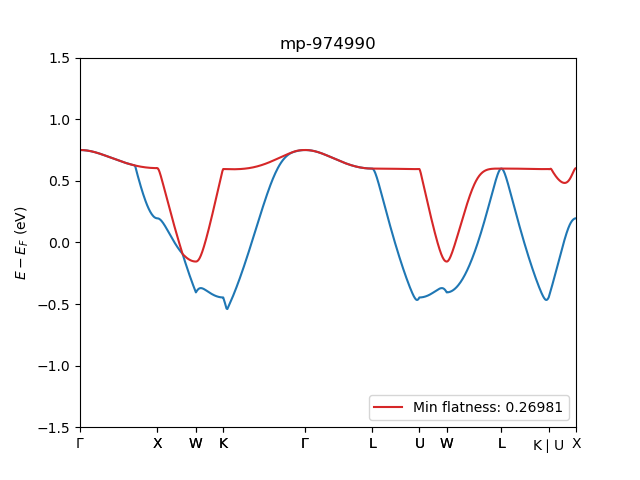 mp-974990
1.5
1.0
0.5
0.0
−0.5
−1.0
−1.5
E − E_F (eV)
Min flatness: 0.26981
Γ X W K Γ L U W L K | U X